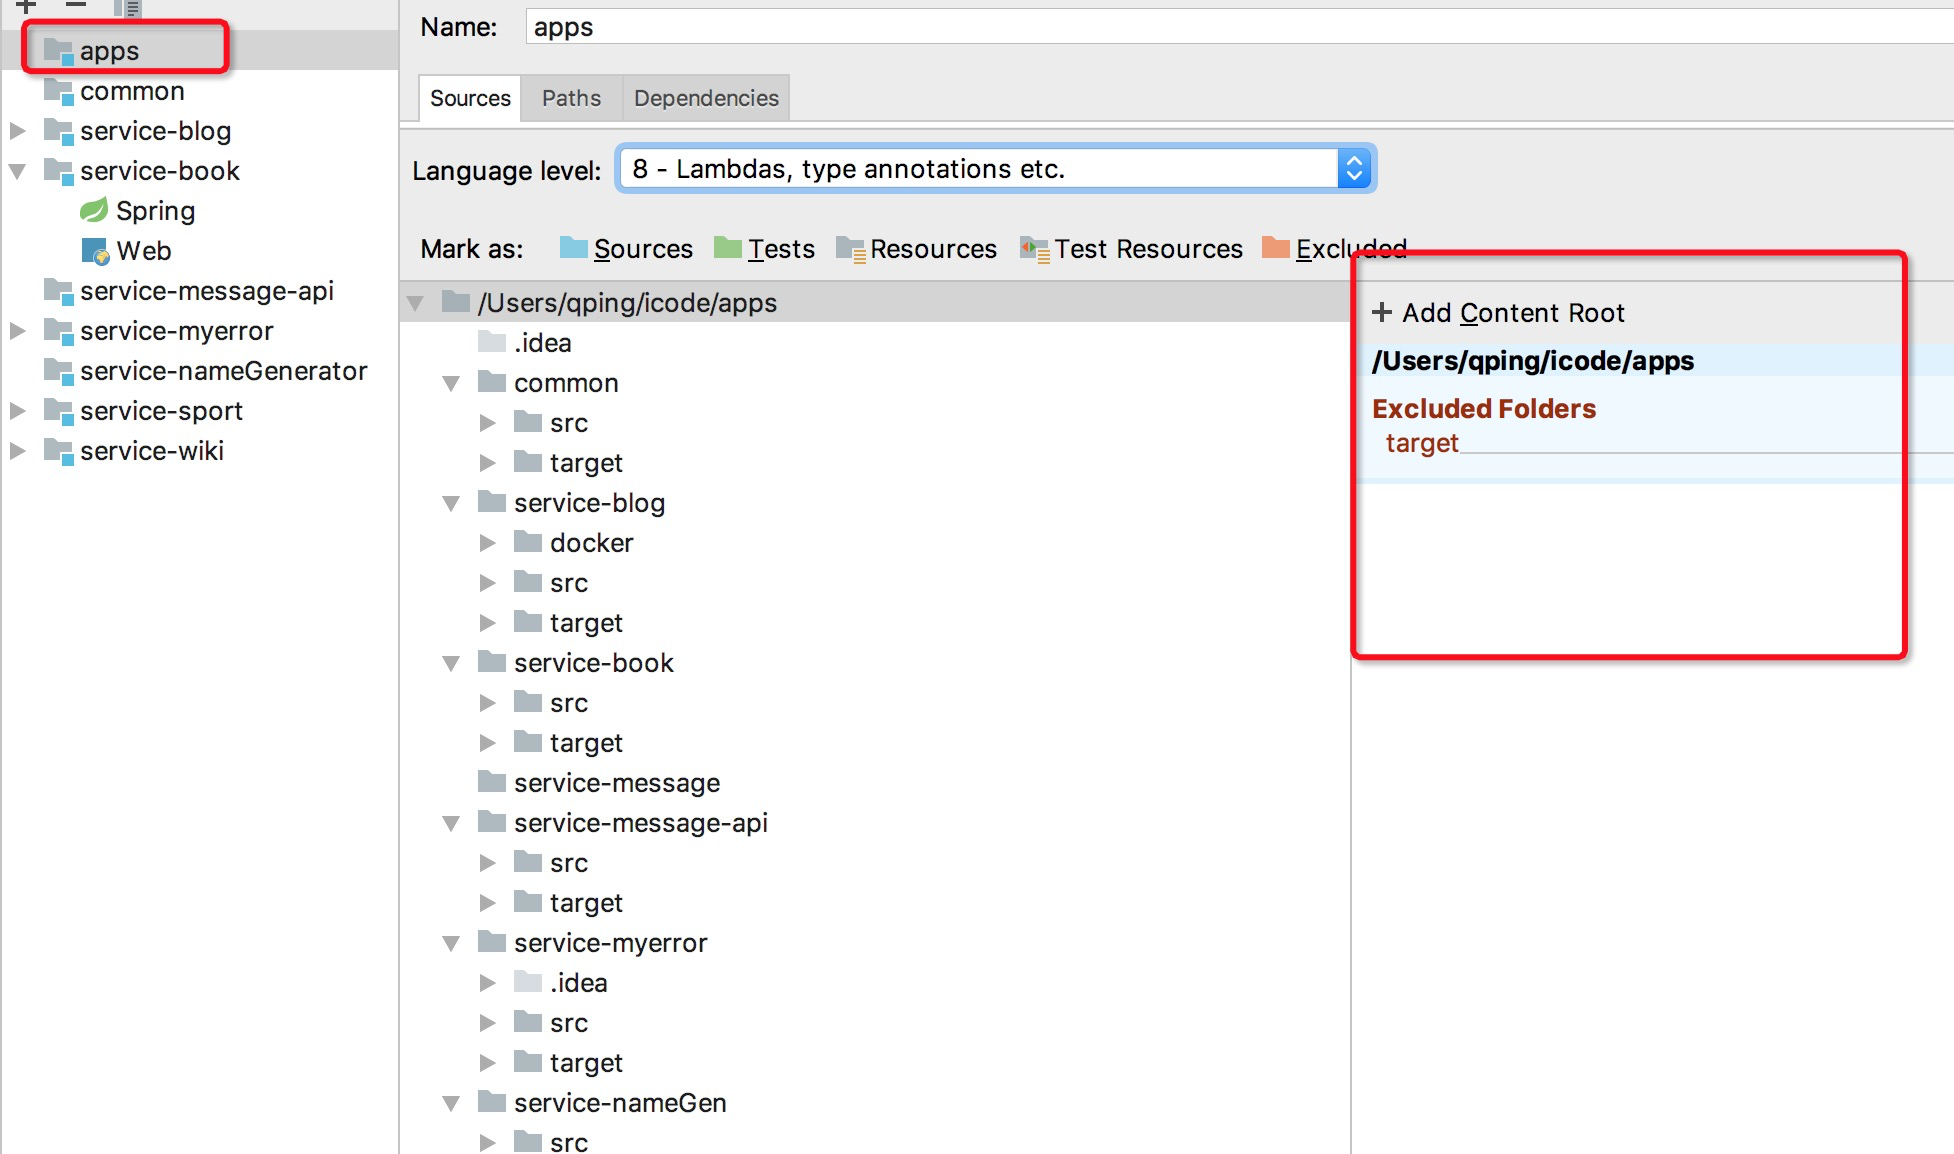 apps
common
service-blog
service-book
Spring
Web
service-message-api
service-myerror
service-nameGenerator
service-sport
service-wiki
Name: apps
Sources Paths Dependencies
Language level: 8 - Lambdas, type annotations etc.
Mark as: Sources Tests Resources Test Resources Excluded
/Users/qping/icode/apps
.idea
common
src
target
service-blog
docker
src
target
service-book
src
target
service-message
service-message-api
src
target
service-myerror
.idea
src
target
service-nameGen
src
+ Add Content Root
/Users/qping/icode/apps
Excluded Folders
target